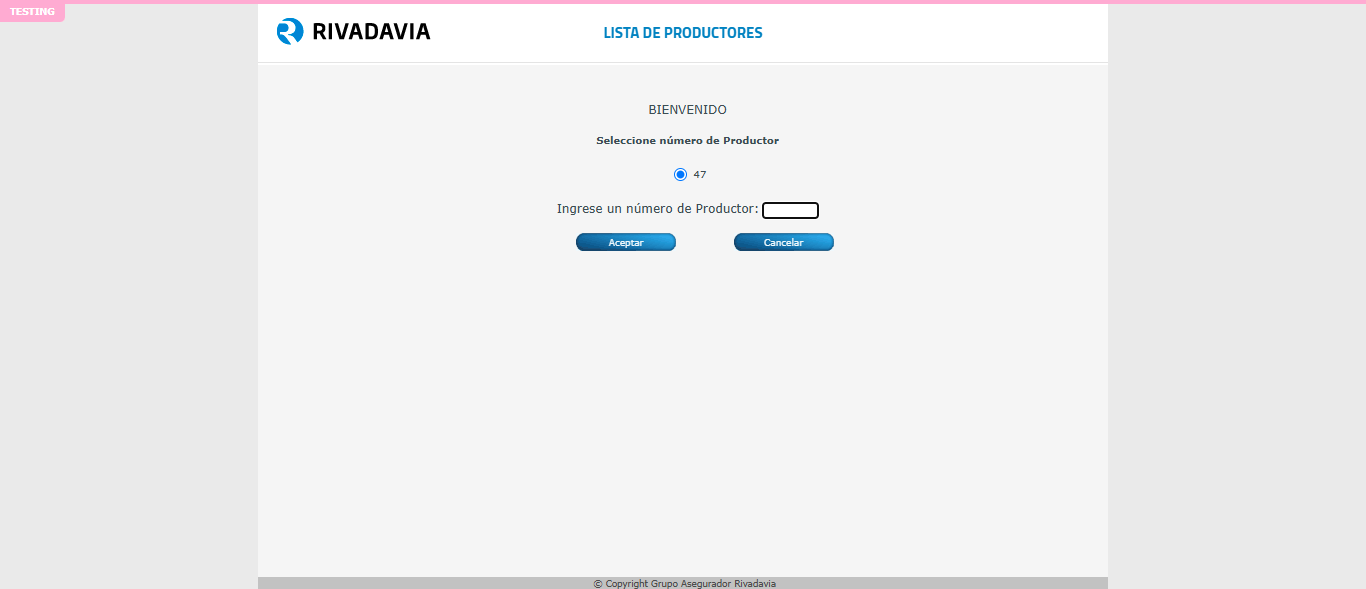 TESTING
RIVADAVIA
LISTA DE PRODUCTORES
BIENVENIDO
Seleccione número de Productor
47
Ingrese un número de Productor:
Aceptar
Cancelar
© Copyright Grupo Asegurador Rivadavia